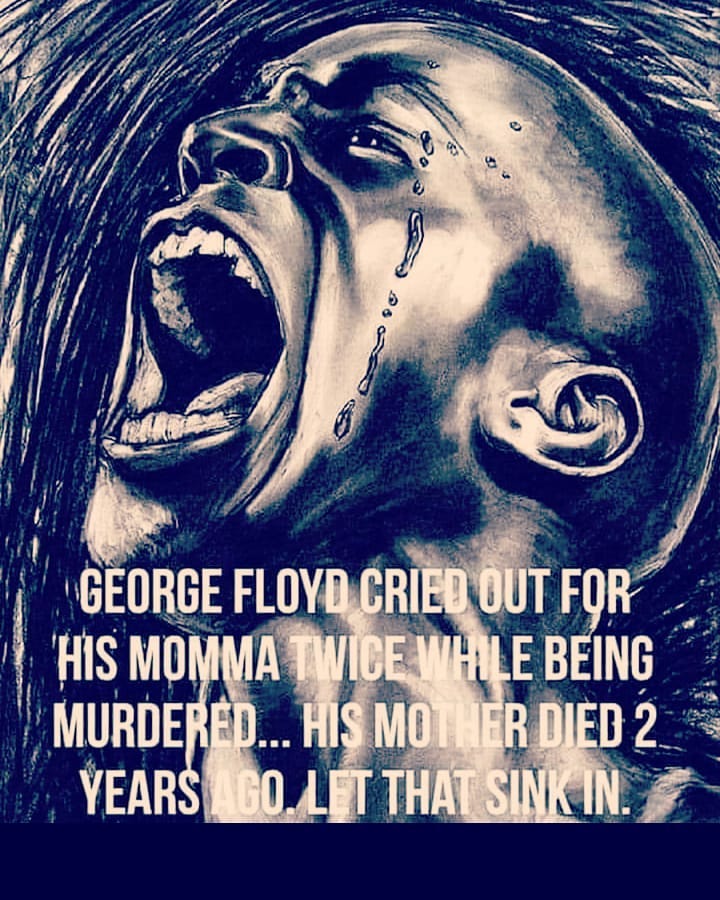 GEORGE FLOYD CRIED OUT FOR
HIS MOMMA TWICE WHILE BEING
MURDERED... HIS MOTHER DIED 2
YEARS AGO. LET THAT SINK IN.